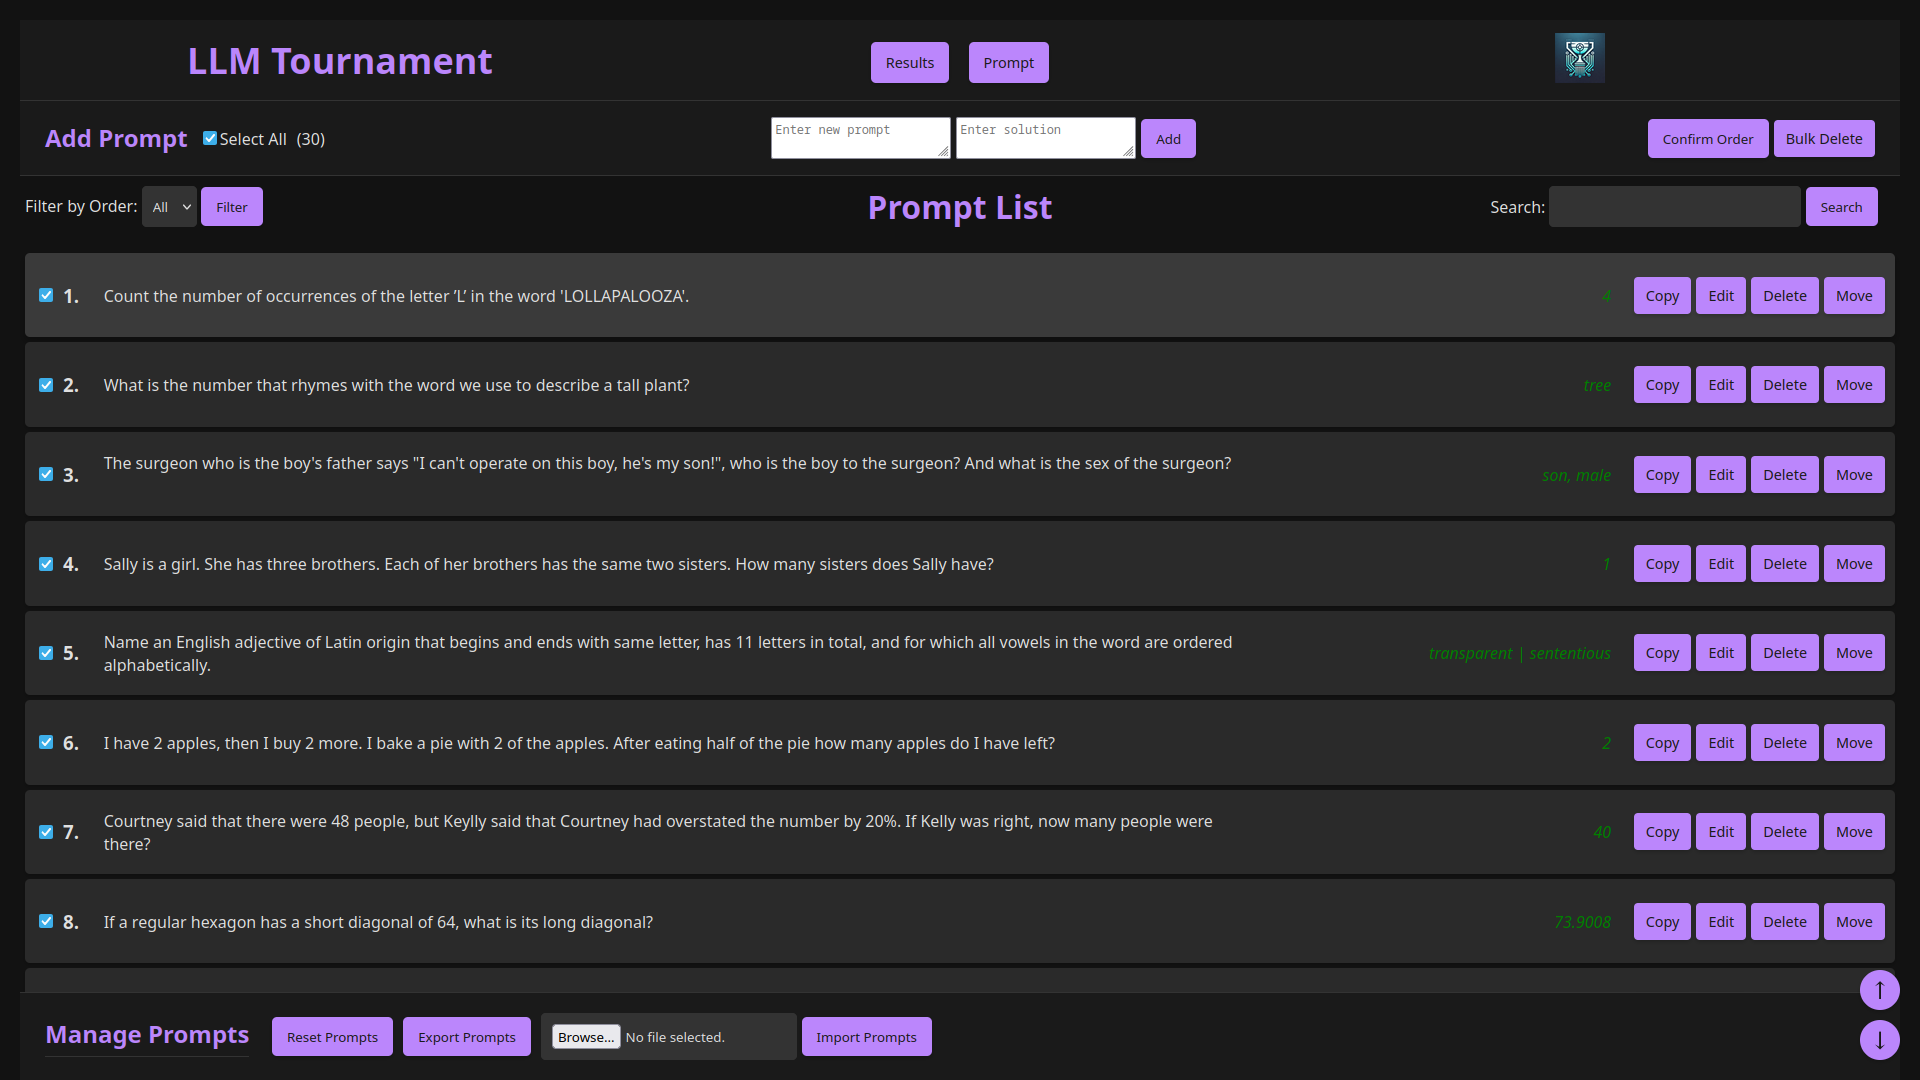 LLM Tournament
Results
Prompt
Add Prompt
Select All (30)
Enter new prompt
Enter solution
Add
Confirm Order
Bulk Delete
Filter by Order:
All
Filter
Prompt List
Search:
Search
1. Count the number of occurrences of the letter ’L’ in the word 'LOLLAPALOOZA'.
4
Copy Edit Delete Move
2. What is the number that rhymes with the word we use to describe a tall plant?
tree
Copy Edit Delete Move
3. The surgeon who is the boy's father says "I can't operate on this boy, he's my son!", who is the boy to the surgeon? And what is the sex of the surgeon?
son, male
Copy Edit Delete Move
4. Sally is a girl. She has three brothers. Each of her brothers has the same two sisters. How many sisters does Sally have?
1
Copy Edit Delete Move
5. Name an English adjective of Latin origin that begins and ends with same letter, has 11 letters in total, and for which all vowels in the word are ordered
alphabetically.
transparent | sententious
Copy Edit Delete Move
6. I have 2 apples, then I buy 2 more. I bake a pie with 2 of the apples. After eating half of the pie how many apples do I have left?
2
Copy Edit Delete Move
7. Courtney said that there were 48 people, but Keylly said that Courtney had overstated the number by 20%. If Kelly was right, now many people were
there?
40
Copy Edit Delete Move
8. If a regular hexagon has a short diagonal of 64, what is its long diagonal?
73.9008
Copy Edit Delete Move
↑
↓
Manage Prompts
Reset Prompts
Export Prompts
Browse... No file selected.
Import Prompts